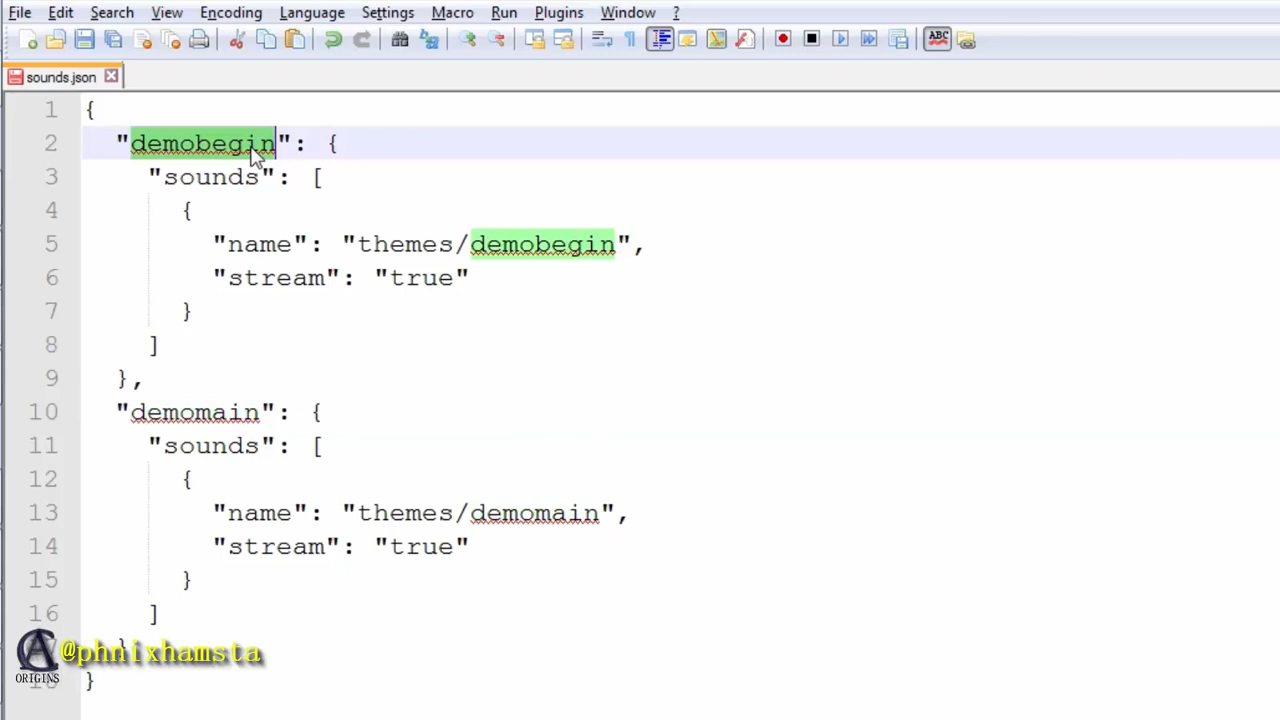 File Edit Search View Encoding Language Settings Macro Run Plugins Window ?
ABC
sounds.json
1 {
2 "demobegin": {
3 "sounds": [
4 {
5 "name": "themes/demobegin",
6 "stream": "true"
7 }
8 ]
9 },
10 "demomain": {
11 "sounds": [
12 {
13 "name": "themes/demomain",
14 "stream": "true"
15 }
16 ]
}
}
@phnixhamsta
ORIGINS